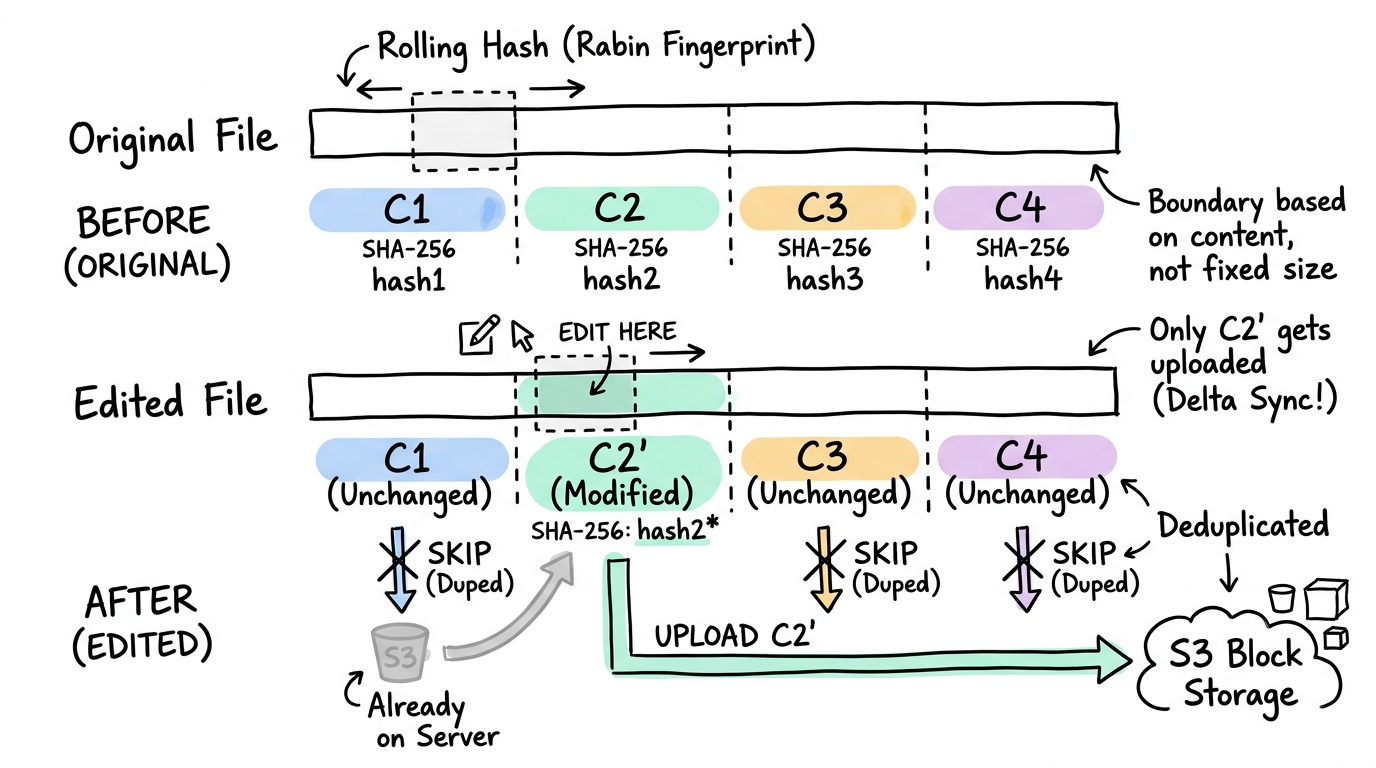 Rolling Hash (Rabin Fingerprint)
Original File
BEFORE
(ORIGINAL)
C1
SHA-256
hash1
C2
SHA-256
hash2
C3
SHA-256
hash3
C4
SHA-256
hash4
Boundary based
on content,
not fixed size
EDIT HERE
Edited File
Only C2' gets
uploaded
(Delta Sync!)
C1
(Unchanged)
C2'
(Modified)
SHA-256: hash2*
C3
(Unchanged)
C4
(Unchanged)
Deduplicated
AFTER
(EDITED)
SKIP
(Duped)
SKIP
(Duped)
SKIP
(Duped)
S3
Already
on Server
UPLOAD C2'
S3 Block
Storage